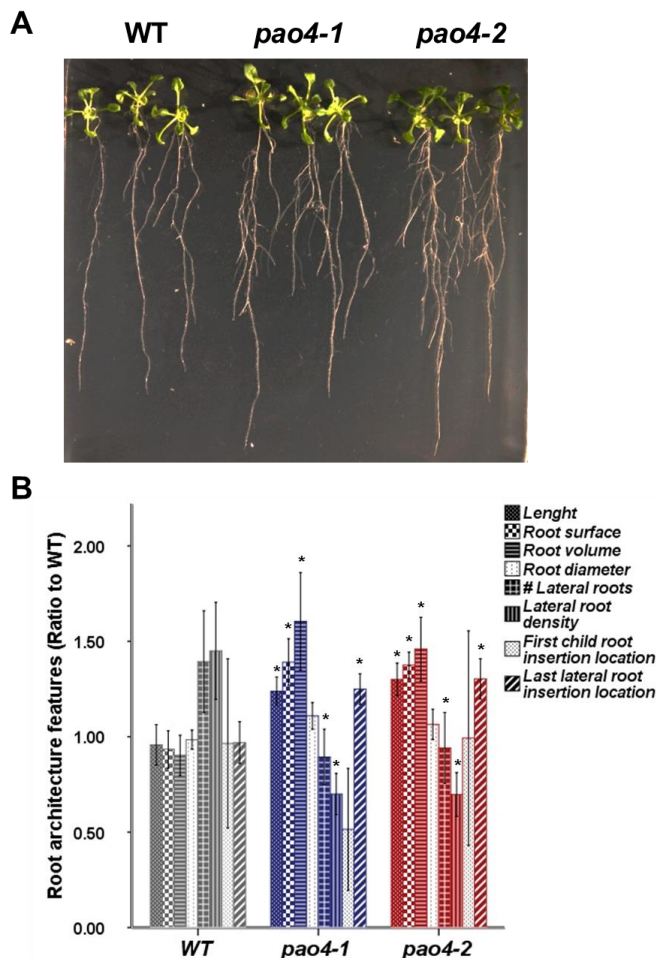 A
WT pao4-1 pao4-2
B
Root architecture features (Ratio to WT)
2.00
1.50
1.00
0.50
0.00
* * * * * *
* * * * * *
WT pao4-1 pao4-2
Lenght
Root surface
Root volume
Root diameter
# Lateral roots
Lateral root
density
First child root
insertion location
Last lateral root
insertion location